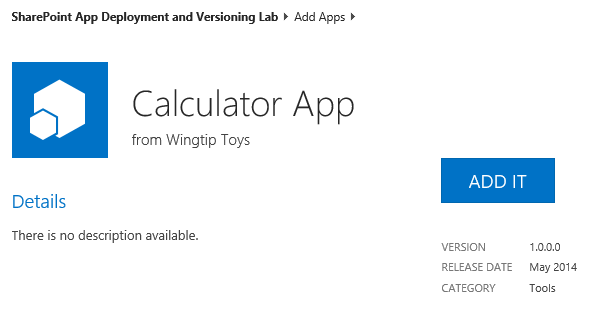 SharePoint App Deployment and Versioning Lab ▸ Add Apps ▸
Calculator App
from Wingtip Toys
ADD IT
Details
There is no description available.
VERSION 1.0.0.0
RELEASE DATE May 2014
CATEGORY Tools